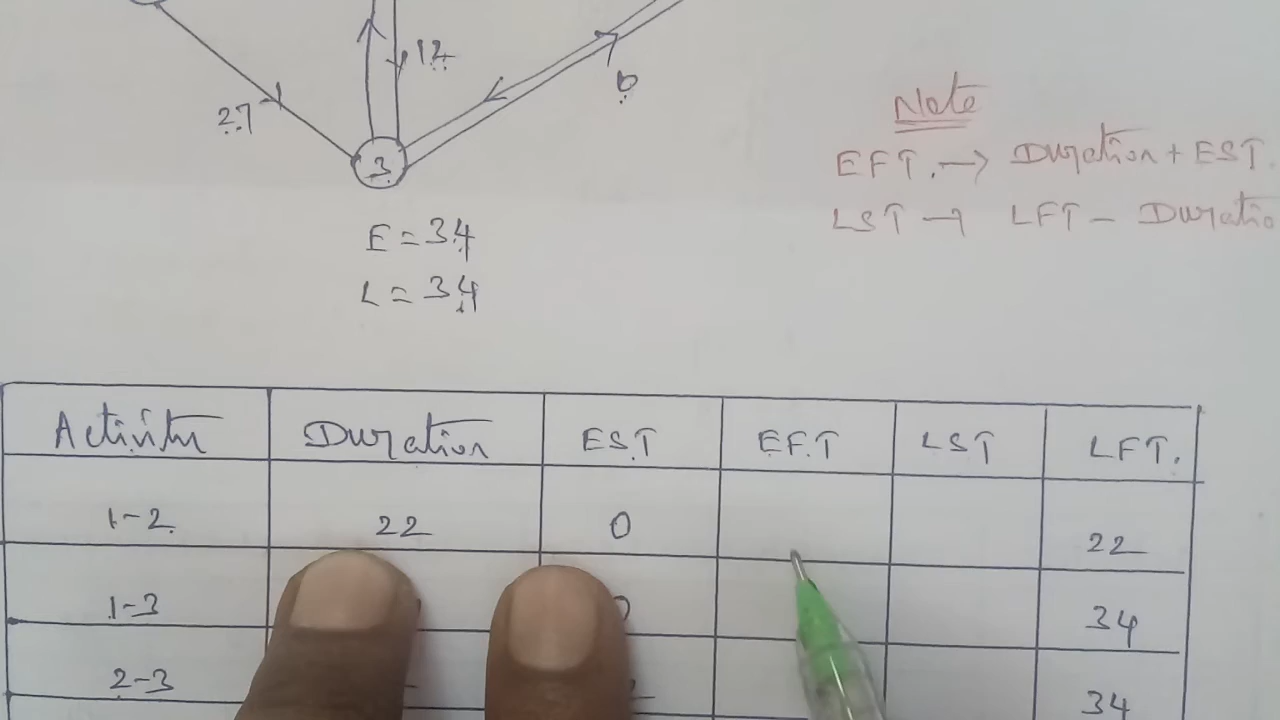 12
27
6
3
E = 34
L = 34
Note
EFT. → Duration + EST.
LST → LFT - Duratio
Activity Duration EST EFT LST LFT.
1-2 22 0 22
1-3 34
2-3 34